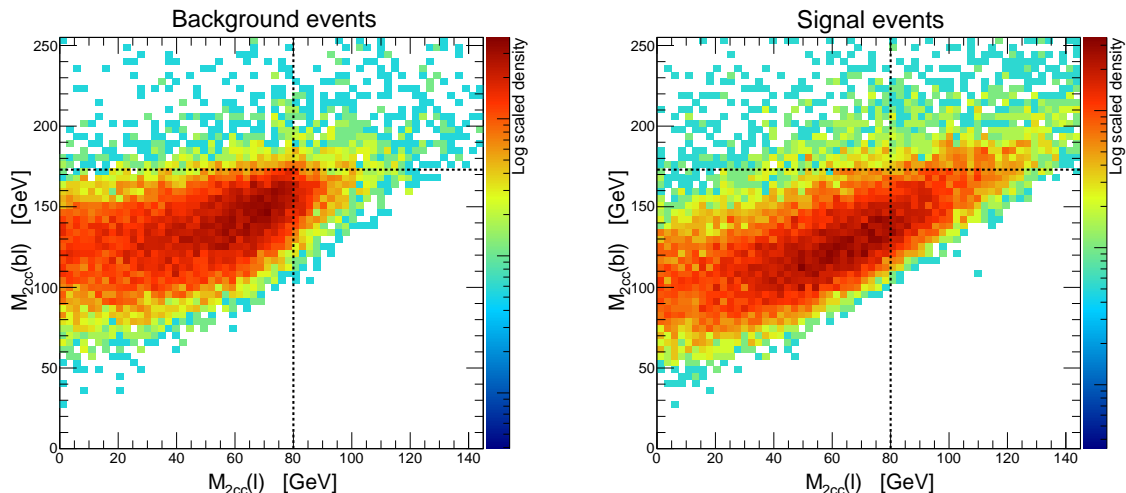 Background events
250
200
150
100
50
0
M2cc(bl) [GeV]
0 20 40 60 80 100 120 140
M2cc(l) [GeV]
Log scaled density
Signal events
250
200
150
100
50
0
M2cc(bl) [GeV]
0 20 40 60 80 100 120 140
M2cc(l) [GeV]
Log scaled density